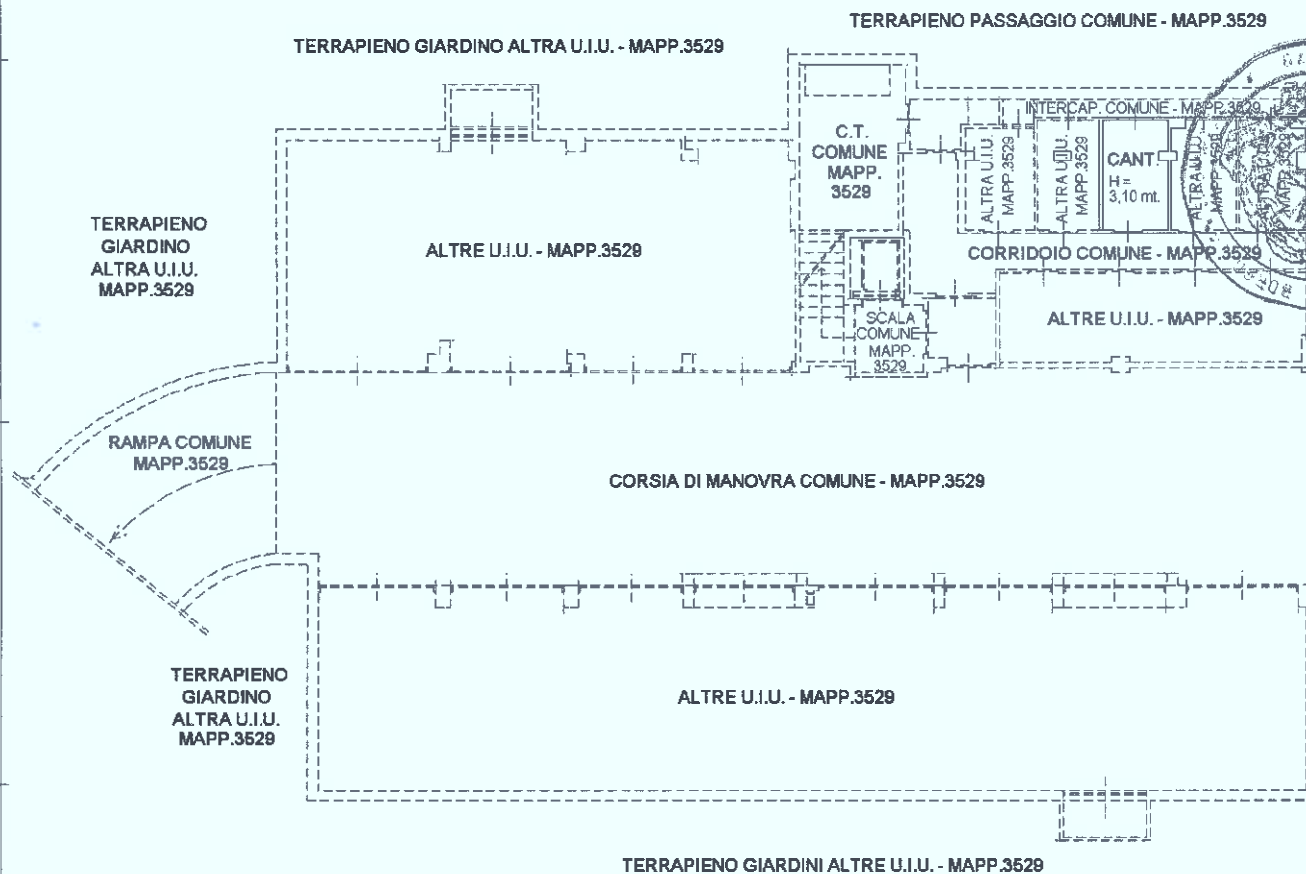 TERRAPIENO PASSAGGIO COMUNE - MAPP.3529
TERRAPIENO GIARDINO ALTRA U.I.U. - MAPP.3529
INTERCAP. COMUNE - MAPP.3529
C.T.
COMUNE
MAPP.
3529
ALTRA U.I.U.
MAPP.3529
ALTRA U.I.U.
MAPP.3529
CANT.
H =
3,10 mt.
ALTRA U.I.U.
MAPP.3529
TERRAPIENO
GIARDINO
ALTRA U.I.U.
MAPP.3529
ALTRE U.I.U. - MAPP.3529
CORRIDOIO COMUNE - MAPP.3529
SCALA
COMUNE
MAPP.
3529
ALTRE U.I.U. - MAPP.3529
RAMPA COMUNE
MAPP.3529
CORSIA DI MANOVRA COMUNE - MAPP.3529
TERRAPIENO
GIARDINO
ALTRA U.I.U.
MAPP.3529
ALTRE U.I.U. - MAPP.3529
TERRAPIENO GIARDINI ALTRE U.I.U. - MAPP.3529